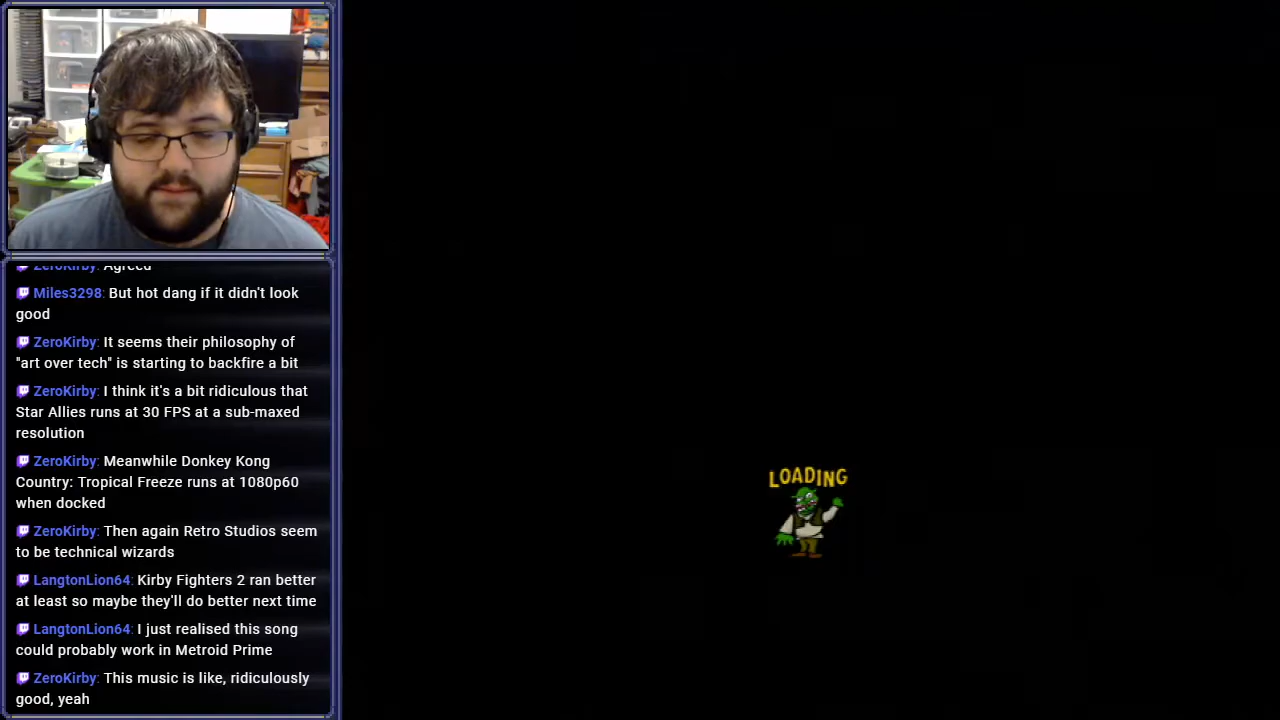 ZeroKirby: Agreed
Miles3298: But hot dang if it didn't look
good
ZeroKirby: It seems their philosophy of
"art over tech" is starting to backfire a bit
ZeroKirby: I think it's a bit ridiculous that
Star Allies runs at 30 FPS at a sub-maxed
resolution
ZeroKirby: Meanwhile Donkey Kong
Country: Tropical Freeze runs at 1080p60
when docked
ZeroKirby: Then again Retro Studios seem
to be technical wizards
LangtonLion64: Kirby Fighters 2 ran better
at least so maybe they'll do better next time
LangtonLion64: I just realised this song
could probably work in Metroid Prime
ZeroKirby: This music is like, ridiculously
good, yeah
LOADING